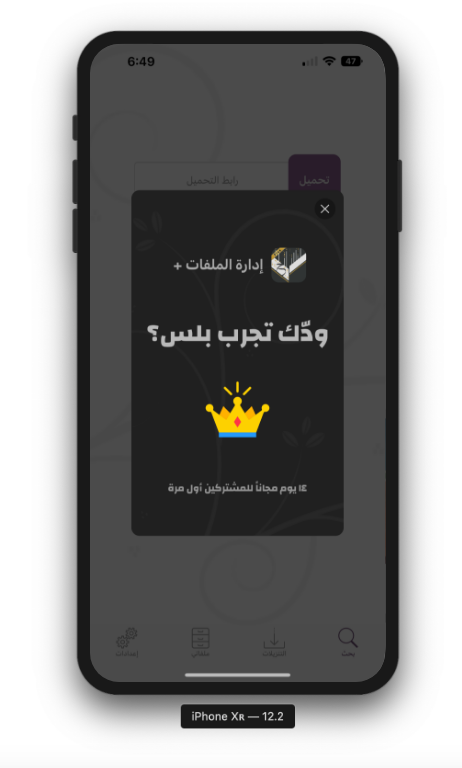 6:49
47
تحميل
رابط التحميل
إدارة الملفات +
ودّك تجرب بلس؟
١٤ يوم مجاناً للمشتركين أول مرة
بحث
التنزيلات
ملفاتي
إعدادات
iPhone Xʀ — 12.2